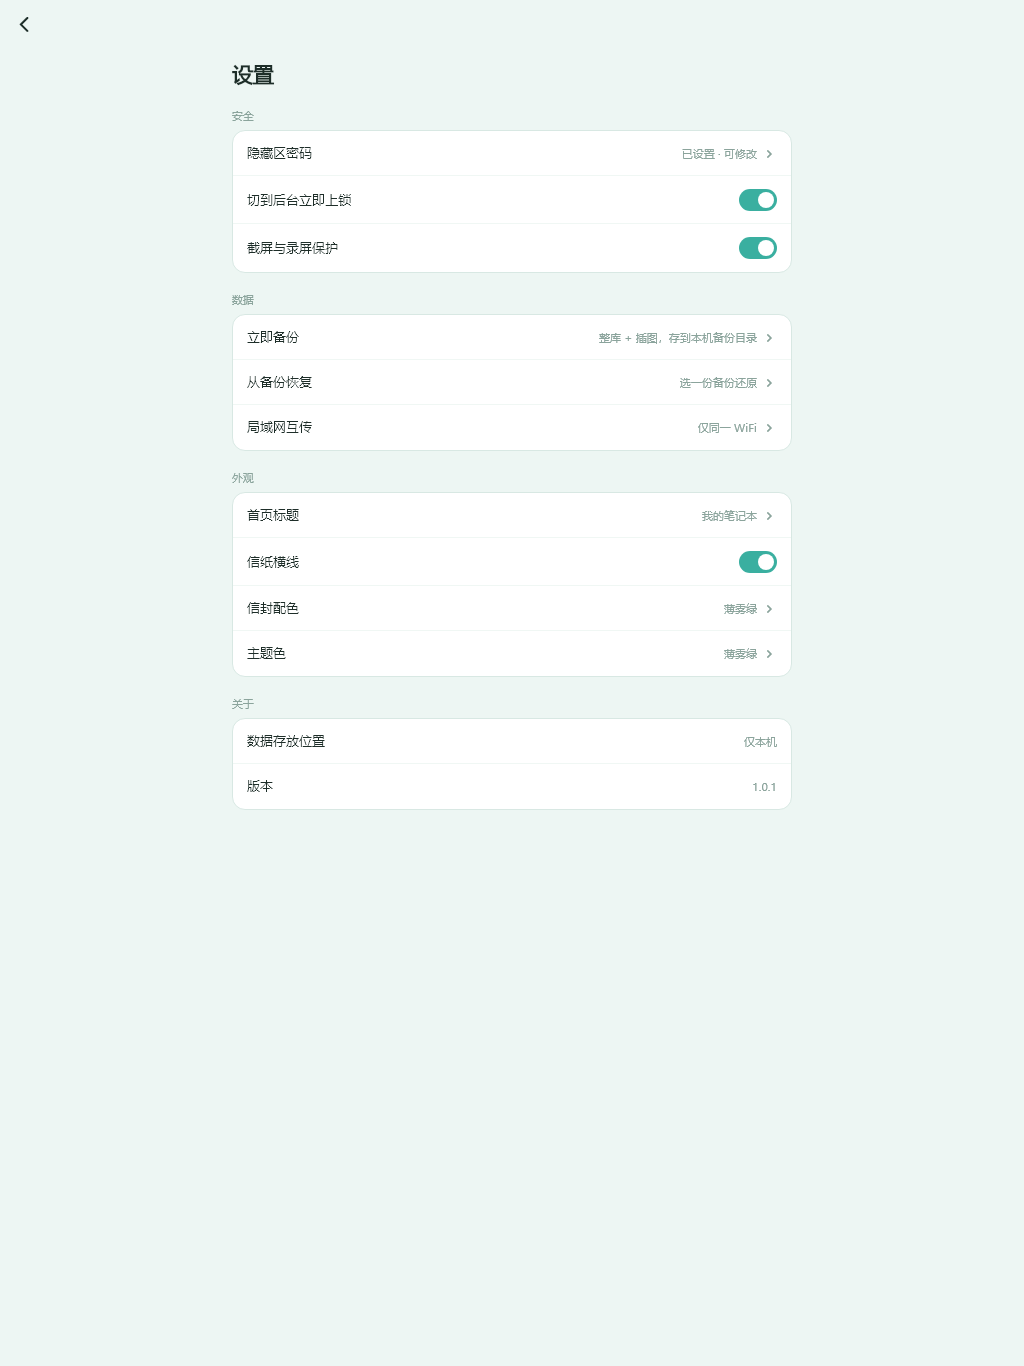 设置
安全
隐藏区密码 已设置 · 可修改
切到后台立即上锁
截屏与录屏保护
数据
立即备份 整库 + 插图，存到本机备份目录
从备份恢复 选一份备份还原
局域网互传 仅同一 WiFi
外观
首页标题 我的笔记本
信纸横线
信封配色 薄雾绿
主题色 薄雾绿
关于
数据存放位置 仅本机
版本 1.0.1